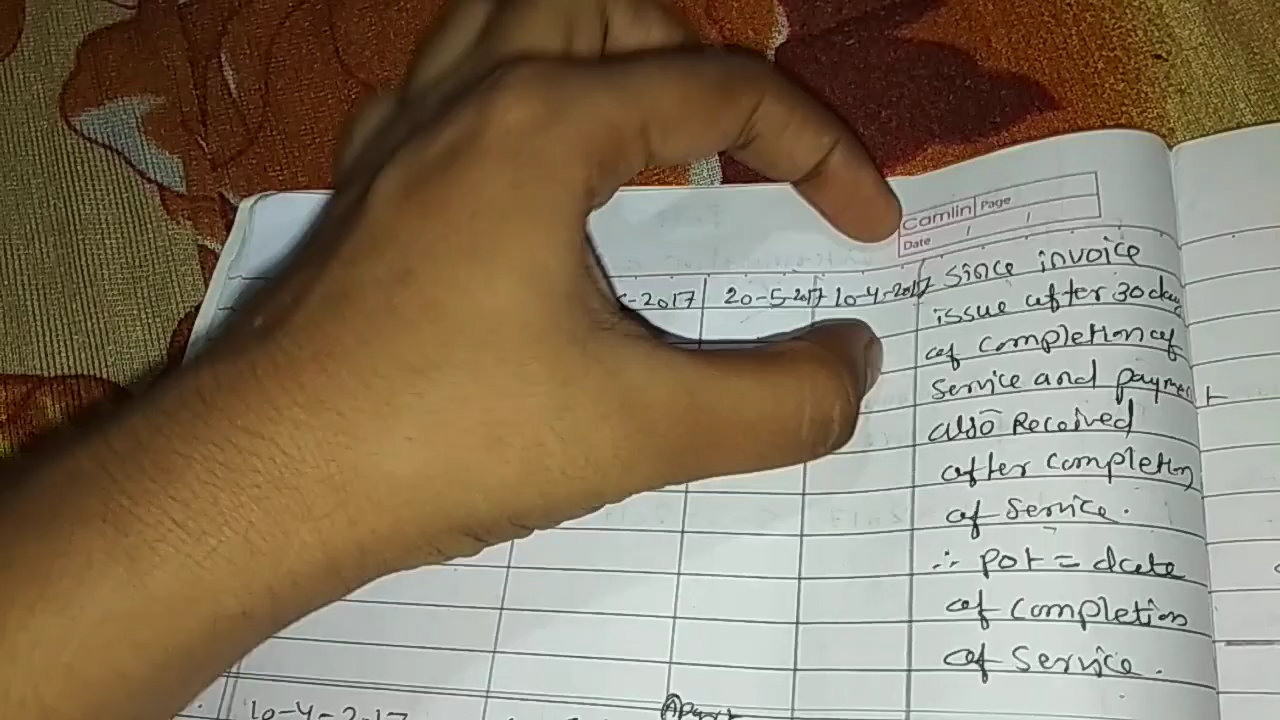 Camlin Page
Date / /
-2017 20-5-2017 10-4-2017
Since invoice
issue after 30 day
of completion of
service and payment
also Received
after completion
of service.
∴ POT = date
of completion
of service.
10-4-2017